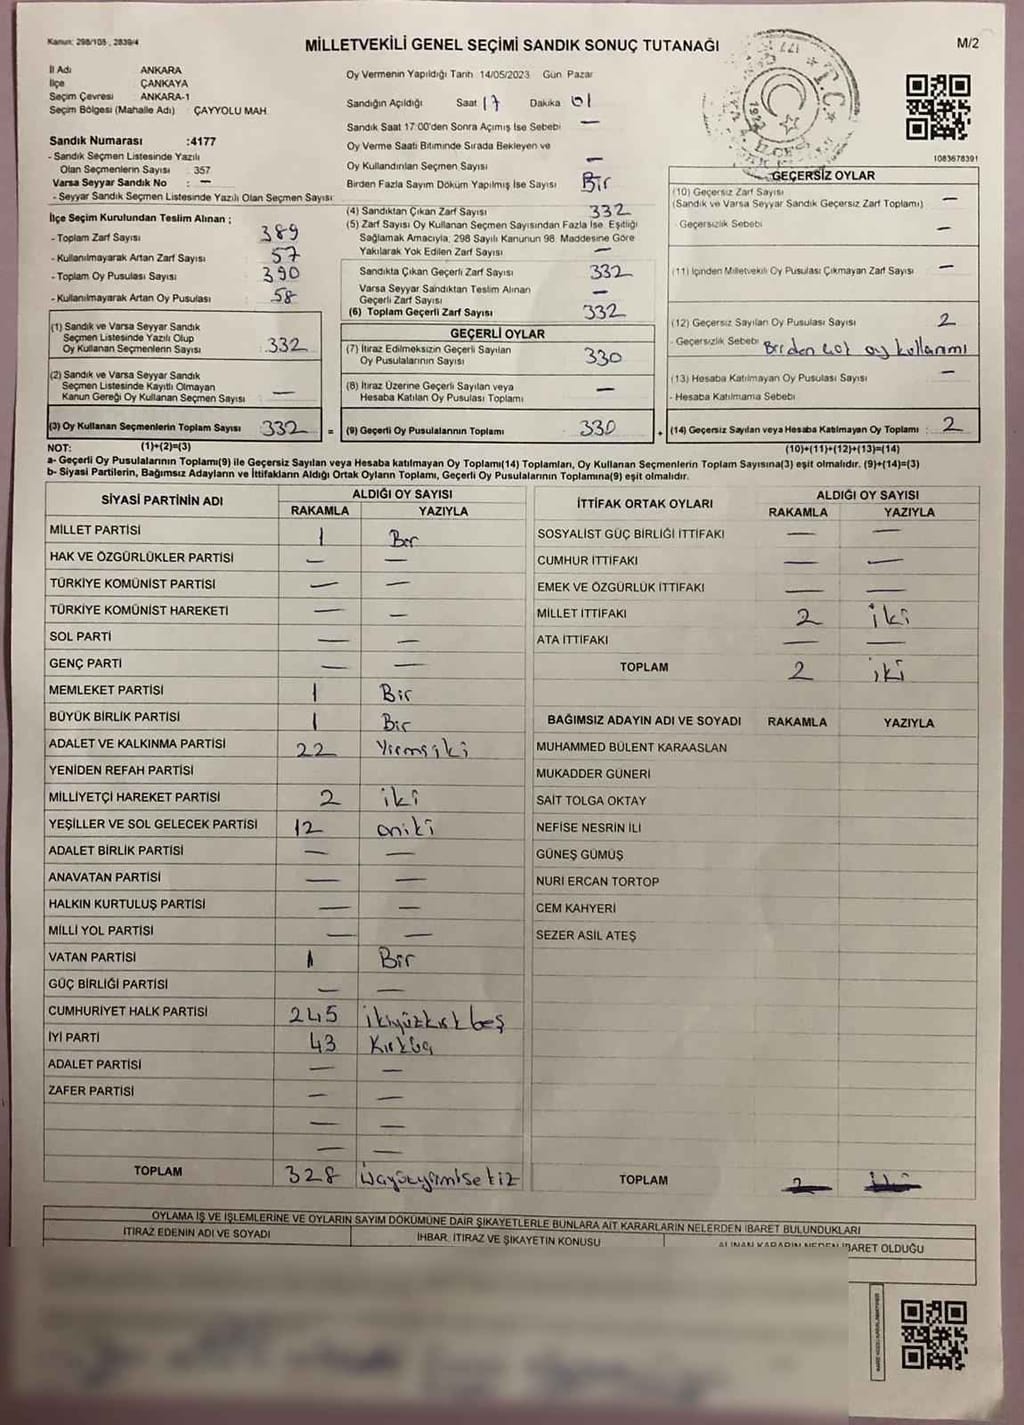 Kanun: 298/105, 2839/4
MİLLETVEKİLİ GENEL SEÇİMİ SANDIK SONUÇ TUTANAĞI
M/2
İl Adı ANKARA
İlçe ÇANKAYA
Seçim Çevresi ANKARA-1
Seçim Bölgesi (Mahalle Adı) ÇAYYOLU MAH
Sandık Numarası :4177
- Sandık Seçmen Listesinde Yazılı
Olan Seçmenlerin Sayısı : 357
Varsa Seyyar Sandık No : —
- Seyyar Sandık Seçmen Listesinde Yazılı Olan Seçmen Sayısı:
İlçe Seçim Kurulundan Teslim Alınan ;
- Toplam Zarf Sayısı 389
- Kullanılmayarak Artan Zarf Sayısı 57
- Toplam Oy Pusulası Sayısı 390
- Kullanılmayarak Artan Oy Pusulası 58
(1) Sandık ve Varsa Seyyar Sandık
Seçmen Listesinde Yazılı Olup
Oy Kullanan Seçmenlerin Sayısı 332
(2) Sandık ve Varsa Seyyar Sandık
Seçmen Listesinde Kayıtlı Olmayan
Kanun Gereği Oy Kullanan Seçmen Sayısı —
(3) Oy Kullanan Seçmenlerin Toplam Sayısı 332 =
Oy Vermenin Yapıldığı Tarih 14/05/2023 Gün Pazar
Sandığın Açıldığı Saat 17 Dakika 01
Sandık Saat 17:00'den Sonra Açılmış İse Sebebi —
Oy Verme Saati Bitiminde Sırada Bekleyen ve
Oy Kullandırılan Seçmen Sayısı —
Birden Fazla Sayım Döküm Yapılmış İse Sayısı Bir
(4) Sandıktan Çıkan Zarf Sayısı 332
(5) Zarf Sayısı Oy Kullanan Seçmen Sayısından Fazla İse, Eşitliği
Sağlamak Amacıyla, 298 Sayılı Kanunun 98. Maddesine Göre
Yakılarak Yok Edilen Zarf Sayısı —
Sandıkta Çıkan Geçerli Zarf Sayısı 332
Varsa Seyyar Sandıktan Teslim Alınan
Geçerli Zarf Sayısı —
(6) Toplam Geçerli Zarf Sayısı 332
GEÇERLİ OYLAR
(7) İtiraz Edilmeksizin Geçerli Sayılan
Oy Pusulalarının Sayısı 330
(8) İtiraz Üzerine Geçerli Sayılan veya
Hesaba Katılan Oy Pusulası Toplamı —
(9) Geçerli Oy Pusulalarının Toplamı 330 +
1083678391
GEÇERSİZ OYLAR
(10) Geçersiz Zarf Sayısı —
(Sandık ve Varsa Seyyar Sandık Geçersiz Zarf Toplamı)
- Geçersizlik Sebebi —
(11) İçinden Milletvekili Oy Pusulası Çıkmayan Zarf Sayısı —
(12) Geçersiz Sayılan Oy Pusulası Sayısı 2
- Geçersizlik Sebebi Birden çok oy kullanımı
(13) Hesaba Katılmayan Oy Pusulası Sayısı —
- Hesaba Katılmama Sebebi
(14) Geçersiz Sayılan veya Hesaba Katılmayan Oy Toplamı : 2
NOT: (1)+(2)=(3) (10)+(11)+(12)+(13)=(14)
a- Geçerli Oy Pusulalarının Toplamı(9) ile Geçersiz Sayılan veya Hesaba katılmayan Oy Toplamı(14) Toplamları, Oy Kullanan Seçmenlerin Toplam Sayısına(3) eşit olmalıdır. (9)+(14)=(3)
b- Siyasi Partilerin, Bağımsız Adayların ve İttifakların Aldığı Ortak Oyların Toplamı, Geçerli Oy Pusulalarının Toplamına(9) eşit olmalıdır.
SİYASİ PARTİNİN ADI ALDIĞI OY SAYISI
RAKAMLA YAZIYLA
MİLLET PARTİSİ 1 Bir
HAK VE ÖZGÜRLÜKLER PARTİSİ — —
TÜRKİYE KOMÜNİST PARTİSİ — —
TÜRKİYE KOMÜNİST HAREKETİ — —
SOL PARTİ — —
GENÇ PARTİ — —
MEMLEKET PARTİSİ 1 Bir
BÜYÜK BİRLİK PARTİSİ 1 Bir
ADALET VE KALKINMA PARTİSİ 22 Yirmiiki
YENİDEN REFAH PARTİSİ
MİLLİYETÇİ HAREKET PARTİSİ 2 iki
YEŞİLLER VE SOL GELECEK PARTİSİ 12 oniki
ADALET BİRLİK PARTİSİ — —
ANAVATAN PARTİSİ — —
HALKIN KURTULUŞ PARTİSİ — —
MİLLİ YOL PARTİSİ — —
VATAN PARTİSİ 1 Bir
GÜÇ BİRLİĞİ PARTİSİ — —
CUMHURİYET HALK PARTİSİ 245 ikiyüzkırkbeş
İYİ PARTİ 43 Kırküç
ADALET PARTİSİ — —
ZAFER PARTİSİ — —
— —
— —
TOPLAM 328 üçyüzyirmisekiz
İTTİFAK ORTAK OYLARI ALDIĞI OY SAYISI
RAKAMLA YAZIYLA
SOSYALİST GÜÇ BİRLİĞİ İTTİFAKI — —
CUMHUR İTTİFAKI — —
EMEK VE ÖZGÜRLÜK İTTİFAKI — —
MİLLET İTTİFAKI 2 iki
ATA İTTİFAKI — —
TOPLAM 2 iki
BAĞIMSIZ ADAYIN ADI VE SOYADI RAKAMLA YAZIYLA
MUHAMMED BÜLENT KARAASLAN
MUKADDER GÜNERİ
SAİT TOLGA OKTAY
NEFİSE NESRİN İLİ
GÜNEŞ GÜMÜŞ
NURİ ERCAN TORTOP
CEM KAHYERİ
SEZER ASİL ATEŞ
TOPLAM 2 iki
OYLAMA İŞ VE İŞLEMLERİNE VE OYLARIN SAYIM DÖKÜMÜNE DAİR ŞİKAYETLERLE BUNLARA AİT KARARLARIN NELERDEN İBARET BULUNDUKLARI
İTİRAZ EDENİN ADI VE SOYADI İHBAR, İTİRAZ VE ŞİKAYETİN KONUSU ALINAN KARARIN NEDEN İBARET OLDUĞU